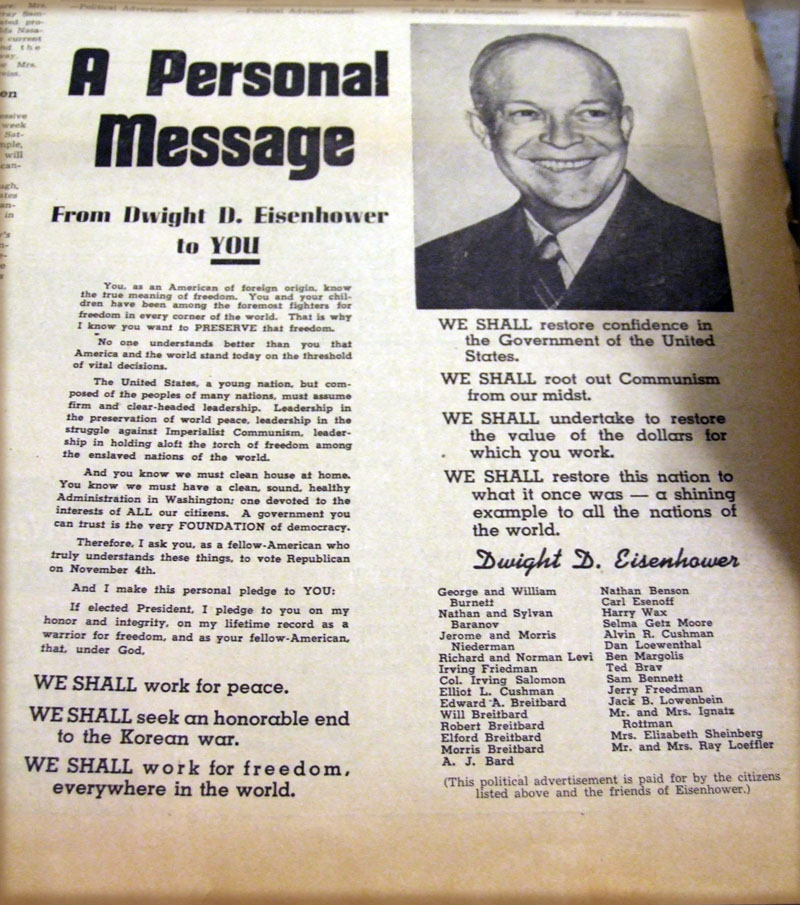 —Political Advertisement—
—Political Advertisement—
—Political Advertisement—
A Personal
Message
From Dwight D. Eisenhower
to YOU
You, as an American of foreign origin, know
the true meaning of freedom. You and your chil-
dren have been among the foremost fighters for
freedom in every corner of the world. That is why
I know you want to PRESERVE that freedom.
No one understands better than you that
America and the world stand today on the threshold
of vital decisions.
The United States, a young nation, but com-
posed of the peoples of many nations, must assume
firm and clear-headed leadership. Leadership in
the preservation of world peace, leadership in the
struggle against Imperialist Communism, leader-
ship in holding aloft the torch of freedom among
the enslaved nations of the world.
And you know we must clean house at home.
You know we must have a clean, sound, healthy
Administration in Washington; one devoted to the
interests of ALL our citizens. A government you
can trust is the very FOUNDATION of democracy.
Therefore, I ask you, as a fellow-American who
truly understands these things, to vote Republican
on November 4th.
And I make this personal pledge to YOU:
If elected President, I pledge to you on my
honor and integrity, on my lifetime record as a
warrior for freedom, and as your fellow-American,
that, under God,
WE SHALL work for peace.
WE SHALL seek an honorable end
to the Korean war.
WE SHALL work for freedom,
everywhere in the world.
WE SHALL restore confidence in
the Government of the United
States.
WE SHALL root out Communism
from our midst.
WE SHALL undertake to restore
the value of the dollars for
which you work.
WE SHALL restore this nation to
what it once was — a shining
example to all the nations of
the world.
Dwight D. Eisenhower
George and William
Burnett
Nathan and Sylvan
Baranov
Jerome and Morris
Niederman
Richard and Norman Levi
Irving Friedman
Col. Irving Salomon
Elliot L. Cushman
Edward A. Breitbard
Will Breitbard
Robert Breitbard
Elford Breitbard
Morris Breitbard
A. J. Bard
Nathan Benson
Carl Esenoff
Harry Wax
Selma Getz Moore
Alvin R. Cushman
Dan Loewenthal
Ben Margolis
Ted Brav
Sam Bennett
Jerry Freedman
Jack B. Lowenbein
Mr. and Mrs. Ignatz
Rottman
Mrs. Elizabeth Sheinberg
Mr. and Mrs. Ray Loeffler
(This political advertisement is paid for by the citizens
listed above and the friends of Eisenhower.)